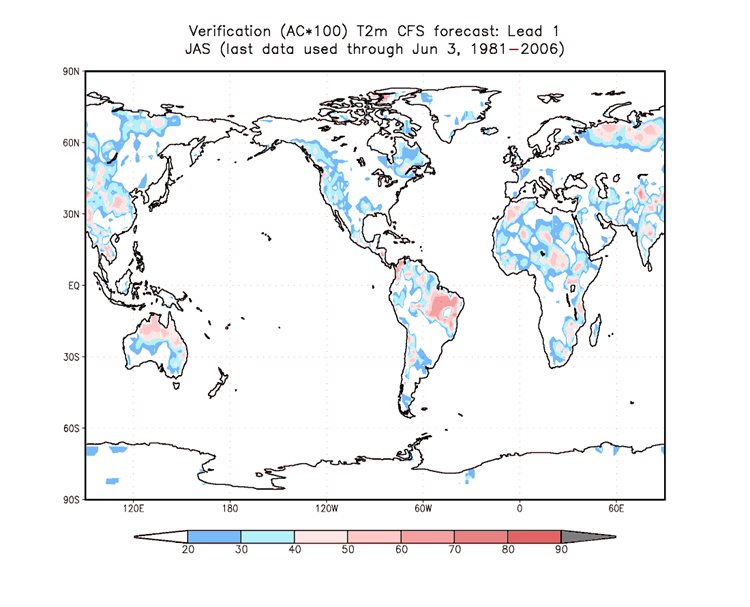 Verification (AC*100) T2m CFS forecast: Lead 1
JAS (last data used through Jun 3, 1981-2006)
90N
60N
30N
EQ
30S
60S
90S
120E 180 120W 60W 0 60E
20 30 40 50 60 70 80 90